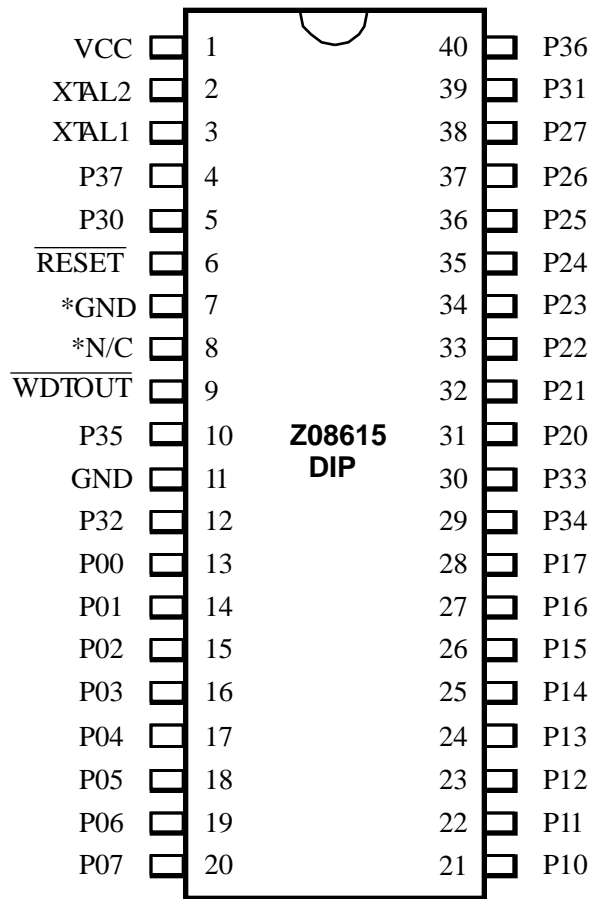 VCC 1 40 P36
XTAL2 2 39 P31
XTAL1 3 38 P27
P37 4 37 P26
P30 5 36 P25
RESET 6 35 P24
*GND 7 34 P23
*N/C 8 33 P22
WDTOUT 9 32 P21
P35 10 Z08615 31 P20
DIP
GND 11 30 P33
P32 12 29 P34
P00 13 28 P17
P01 14 27 P16
P02 15 26 P15
P03 16 25 P14
P04 17 24 P13
P05 18 23 P12
P06 19 22 P11
P07 20 21 P10